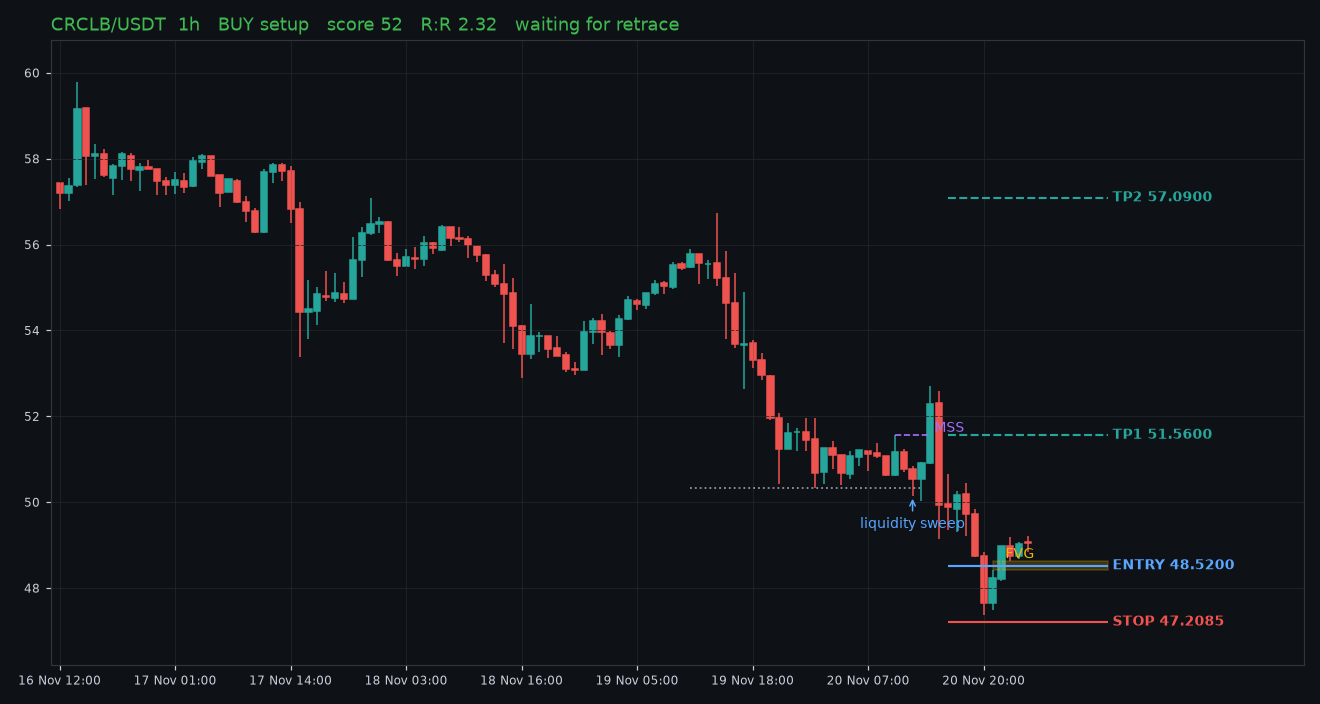 CRCLB/USDT 1h BUY setup score 52 R:R 2.32 waiting for retrace
60
58
56
54
52
50
48
TP2 57.0900
MSS
TP1 51.5600
liquidity sweep
FVG
ENTRY 48.5200
STOP 47.2085
16 Nov 12:00
17 Nov 01:00
17 Nov 14:00
18 Nov 03:00
18 Nov 16:00
19 Nov 05:00
19 Nov 18:00
20 Nov 07:00
20 Nov 20:00